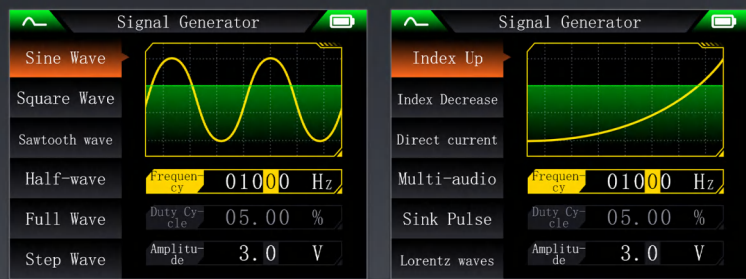 Signal Generator
Sine Wave
Square Wave
Sawtooth wave
Half-wave
Full Wave
Step Wave
Frequen-
cy
01000 Hz
Duty Cy-
cle
05.00 %
Amplitu-
de
3.0 V
Signal Generator
Index Up
Index Decrease
Direct current
Multi-audio
Sink Pulse
Lorentz waves
Frequen-
cy
01000 Hz
Duty Cy-
cle
05.00 %
Amplitu-
de
3.0 V